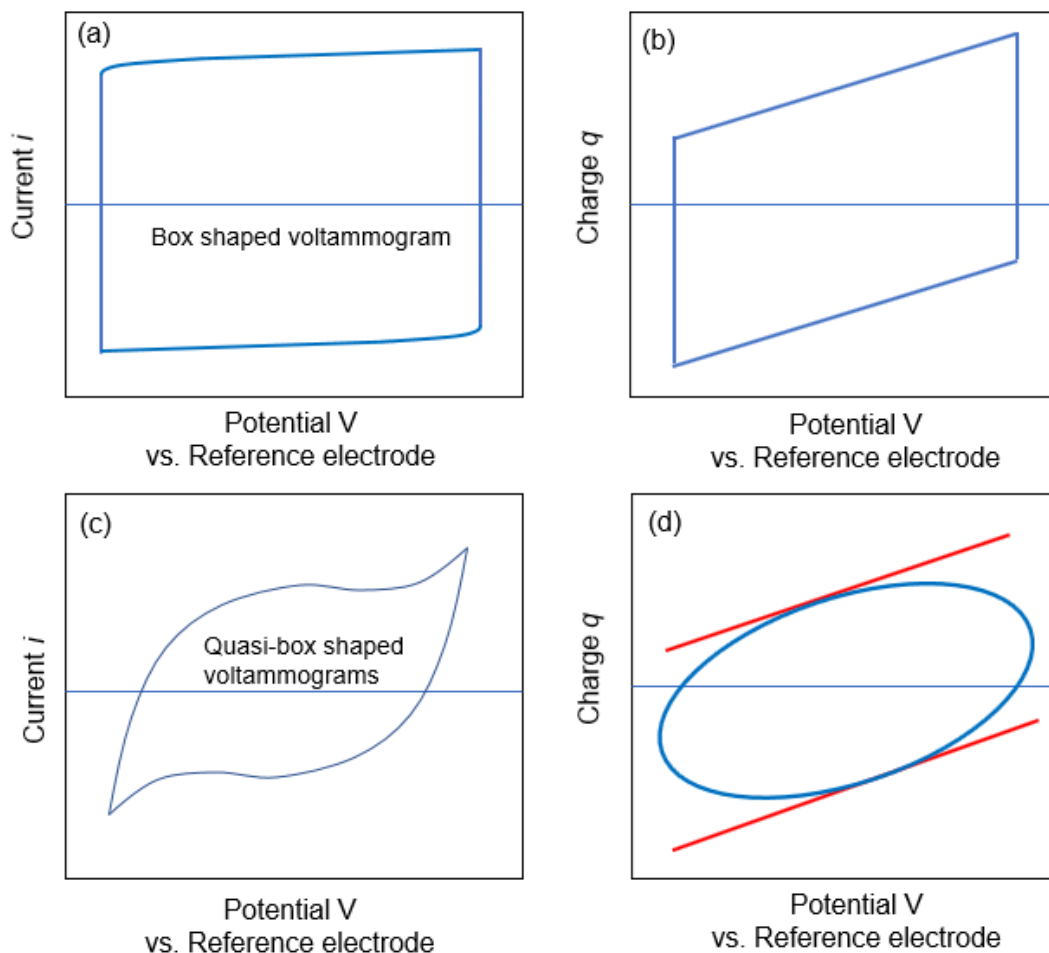 (a)
Current i
Box shaped voltammogram
Potential V
vs. Reference electrode
(b)
Charge q
Potential V
vs. Reference electrode
(c)
Current i
Quasi-box shaped
voltammograms
Potential V
vs. Reference electrode
(d)
Charge q
Potential V
vs. Reference electrode